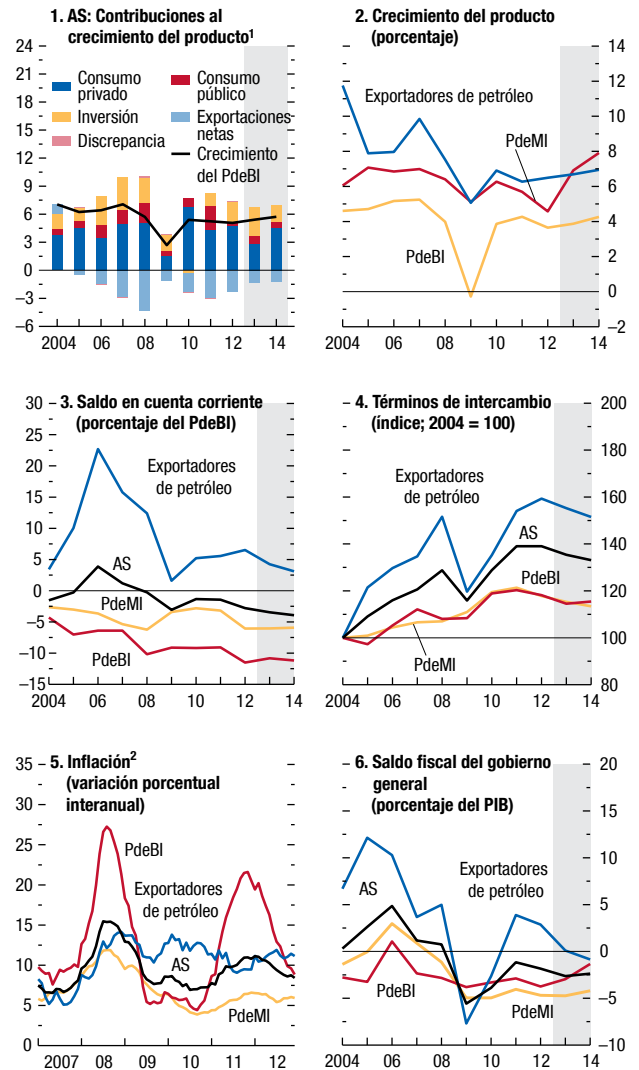 1. AS: Contribuciones al
crecimiento del producto¹
24
21
18
15
12
9
6
3
0
−3
−6
Consumo
privado
Consumo
público
Inversión
Exportaciones
netas
Discrepancia
Crecimiento
del PdeBI
2004 06 08 10 12 14
2. Crecimiento del producto
(porcentaje)
14
12
10
8
6
4
2
0
−2
Exportadores de petróleo
PdeMI
PdeBI
2004 06 08 10 12 14
3. Saldo en cuenta corriente
(porcentaje del PdeBI)
30
25
20
15
10
5
0
−5
−10
−15
Exportadores
de petróleo
AS
PdeMI
PdeBI
2004 06 08 10 12 14
4. Términos de intercambio
(índice; 2004 = 100)
200
180
160
140
120
100
80
Exportadores
de petróleo
AS
PdeBI
PdeMI
2004 06 08 10 12 14
5. Inflación²
(variación porcentual
interanual)
35
30
25
20
15
10
5
0
PdeBI
Exportadores
de petróleo
AS
PdeMI
2007 08 09 10 11 12
6. Saldo fiscal del gobierno
general
(porcentaje del PIB)
20
15
10
5
0
−5
−10
AS
Exportadores
de petróleo
PdeBI
PdeMI
2004 06 08 10 12 14